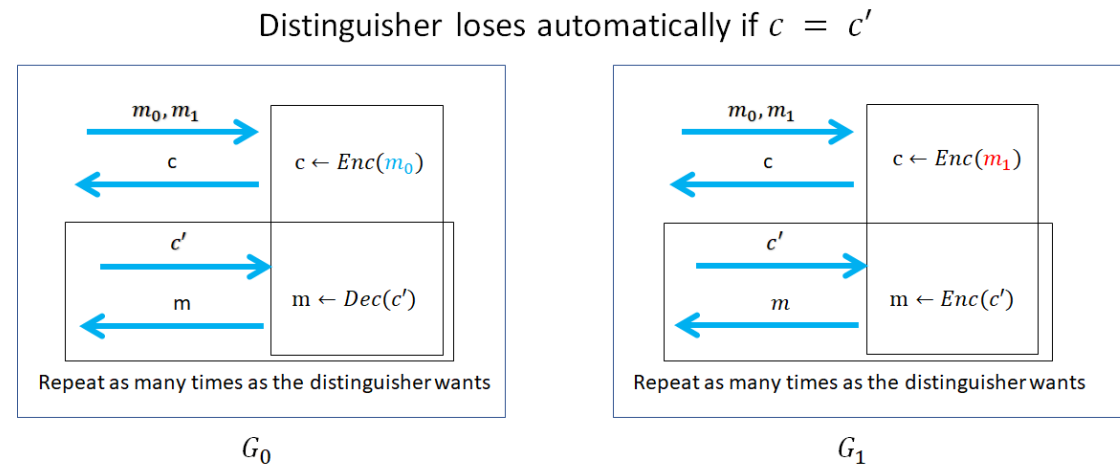 Distinguisher loses automatically if c = c′
m₀, m₁
c
c ← Enc(m₀)
c′
m
m ← Dec(c′)
Repeat as many times as the distinguisher wants
G₀
m₀, m₁
c
c ← Enc(m₁)
c′
m
m ← Enc(c′)
Repeat as many times as the distinguisher wants
G₁